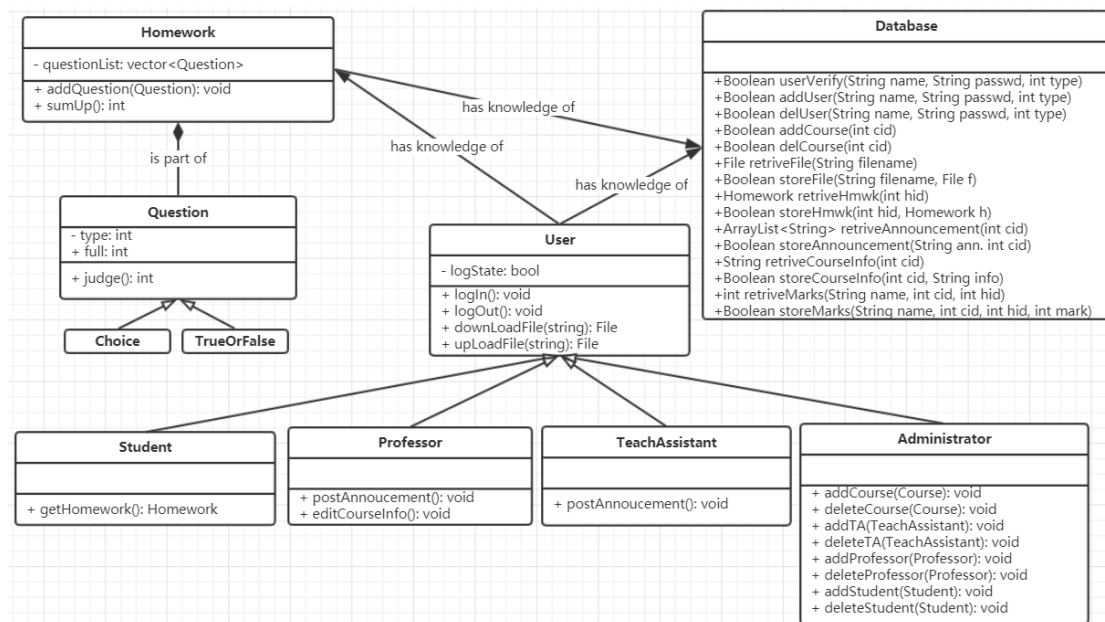 Homework
- questionList: vector<Question>
+ addQuestion(Question): void
+ sumUp(): int
is part of
Question
- type: int
+ full: int
+ judge(): int
Choice
TrueOrFalse
has knowledge of
has knowledge of
has knowledge of
User
- logState: bool
+ logIn(): void
+ logOut(): void
+ downLoadFile(string): File
+ upLoadFile(string): File
Database
+Boolean userVerify(String name, String passwd, int type)
+Boolean addUser(String name, String passwd, int type)
+Boolean delUser(String name, String passwd, int type)
+Boolean addCourse(int cid)
+Boolean delCourse(int cid)
+File retriveFile(String filename)
+Boolean storeFile(String filename, File f)
+Homework retriveHmwk(int hid)
+Boolean storeHmwk(int hid, Homework h)
+ArrayList<String> retriveAnnouncement(int cid)
+Boolean storeAnnouncement(String ann. int cid)
+String retriveCourseInfo(int cid)
+Boolean storeCourseInfo(int cid, String info)
+int retriveMarks(String name, int cid, int hid)
+Boolean storeMarks(String name, int cid, int hid, int mark)
Student
+ getHomework(): Homework
Professor
+ postAnnoucement(): void
+ editCourseInfo(): void
TeachAssistant
+ postAnnoucement(): void
Administrator
+ addCourse(Course): void
+ deleteCourse(Course): void
+ addTA(TeachAssistant): void
+ deleteTA(TeachAssistant): void
+ addProfessor(Professor): void
+ deleteProfessor(Professor): void
+ addStudent(Student): void
+ deleteStudent(Student): void